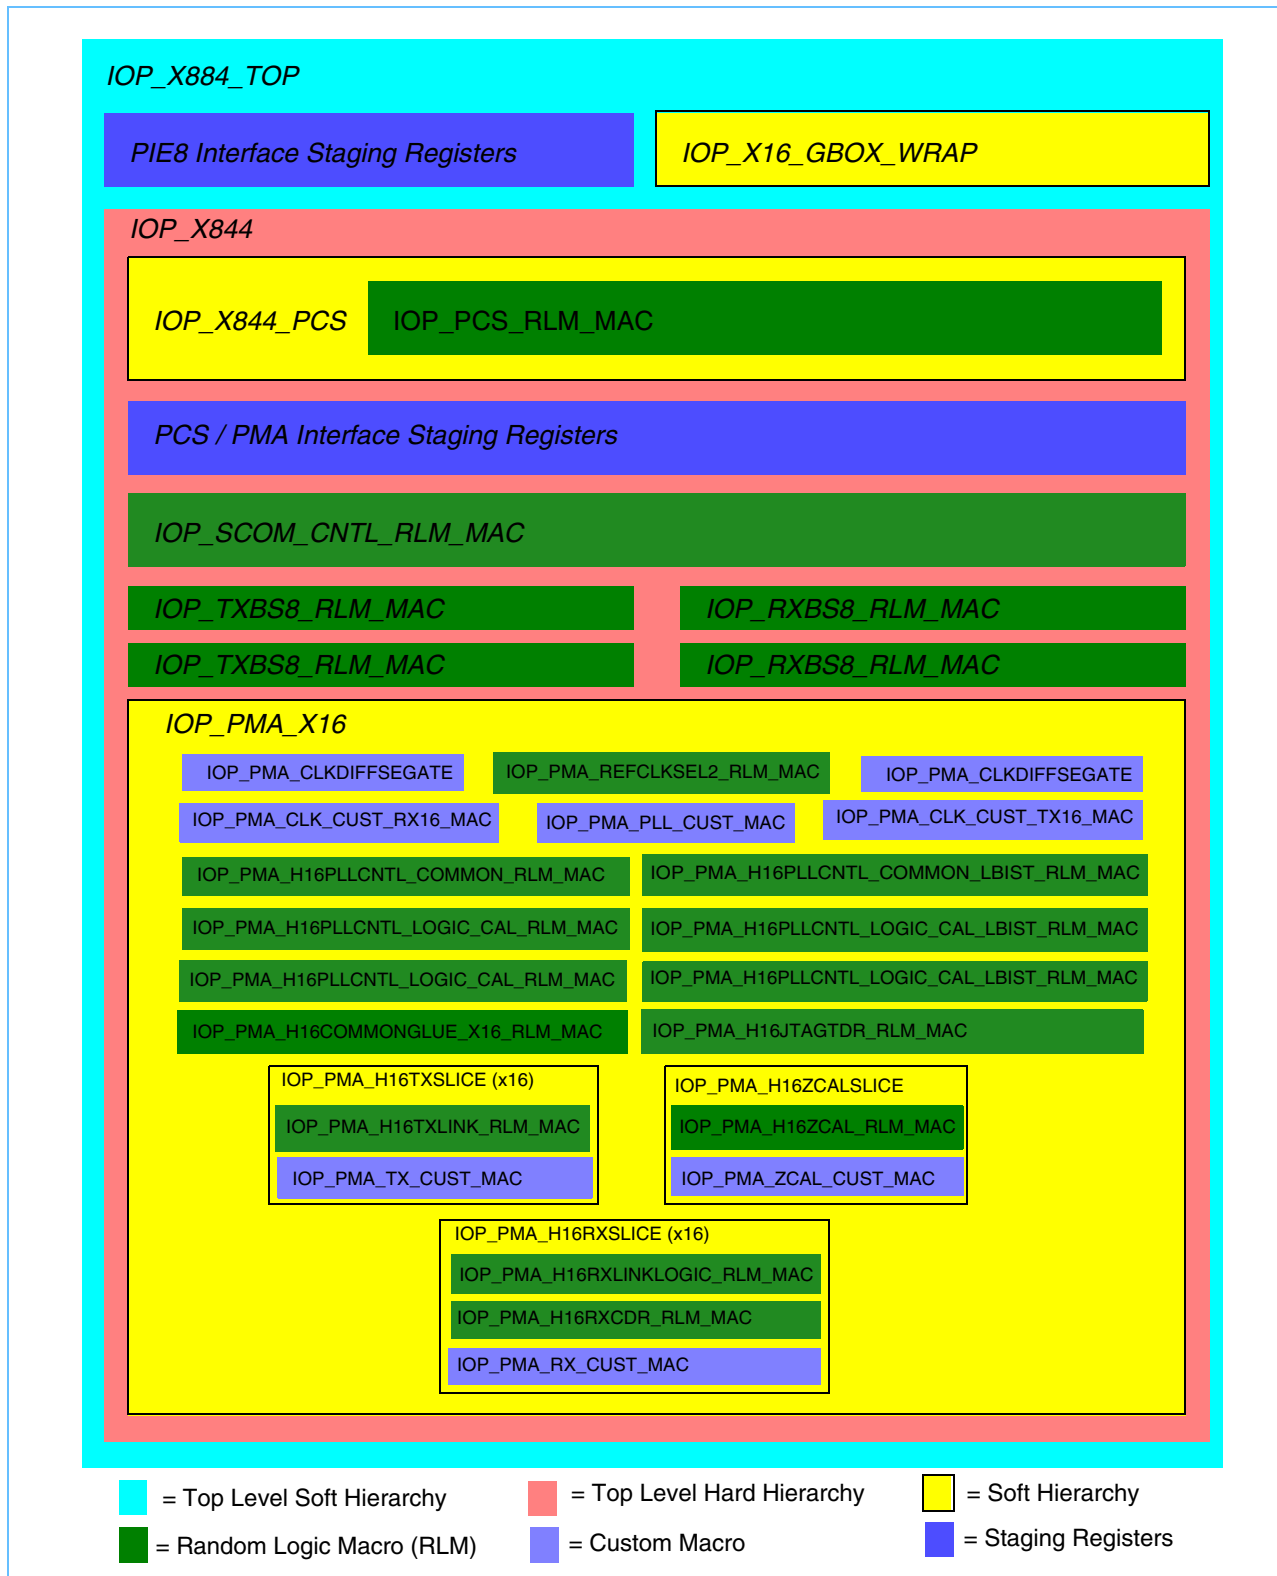 IOP_X884_TOP
PIE8 Interface Staging Registers
IOP_X16_GBOX_WRAP
IOP_X844
IOP_X844_PCS
IOP_PCS_RLM_MAC
PCS / PMA Interface Staging Registers
IOP_SCOM_CNTL_RLM_MAC
IOP_TXBS8_RLM_MAC
IOP_RXBS8_RLM_MAC
IOP_TXBS8_RLM_MAC
IOP_RXBS8_RLM_MAC
IOP_PMA_X16
IOP_PMA_CLKDIFFSEGATE
IOP_PMA_REFCLKSEL2_RLM_MAC
IOP_PMA_CLKDIFFSEGATE
IOP_PMA_CLK_CUST_RX16_MAC
IOP_PMA_PLL_CUST_MAC
IOP_PMA_CLK_CUST_TX16_MAC
IOP_PMA_H16PLLCNTL_COMMON_RLM_MAC
IOP_PMA_H16PLLCNTL_COMMON_LBIST_RLM_MAC
IOP_PMA_H16PLLCNTL_LOGIC_CAL_RLM_MAC
IOP_PMA_H16PLLCNTL_LOGIC_CAL_LBIST_RLM_MAC
IOP_PMA_H16PLLCNTL_LOGIC_CAL_RLM_MAC
IOP_PMA_H16PLLCNTL_LOGIC_CAL_LBIST_RLM_MAC
IOP_PMA_H16COMMONGLUE_X16_RLM_MAC
IOP_PMA_H16JTAGTDR_RLM_MAC
IOP_PMA_H16TXSLICE (x16)
IOP_PMA_H16TXLINK_RLM_MAC
IOP_PMA_TX_CUST_MAC
IOP_PMA_H16ZCALSLICE
IOP_PMA_H16ZCAL_RLM_MAC
IOP_PMA_ZCAL_CUST_MAC
IOP_PMA_H16RXSLICE (x16)
IOP_PMA_H16RXLINKLOGIC_RLM_MAC
IOP_PMA_H16RXCDR_RLM_MAC
IOP_PMA_RX_CUST_MAC
= Top Level Soft Hierarchy
= Top Level Hard Hierarchy
= Soft Hierarchy
= Random Logic Macro (RLM)
= Custom Macro
= Staging Registers